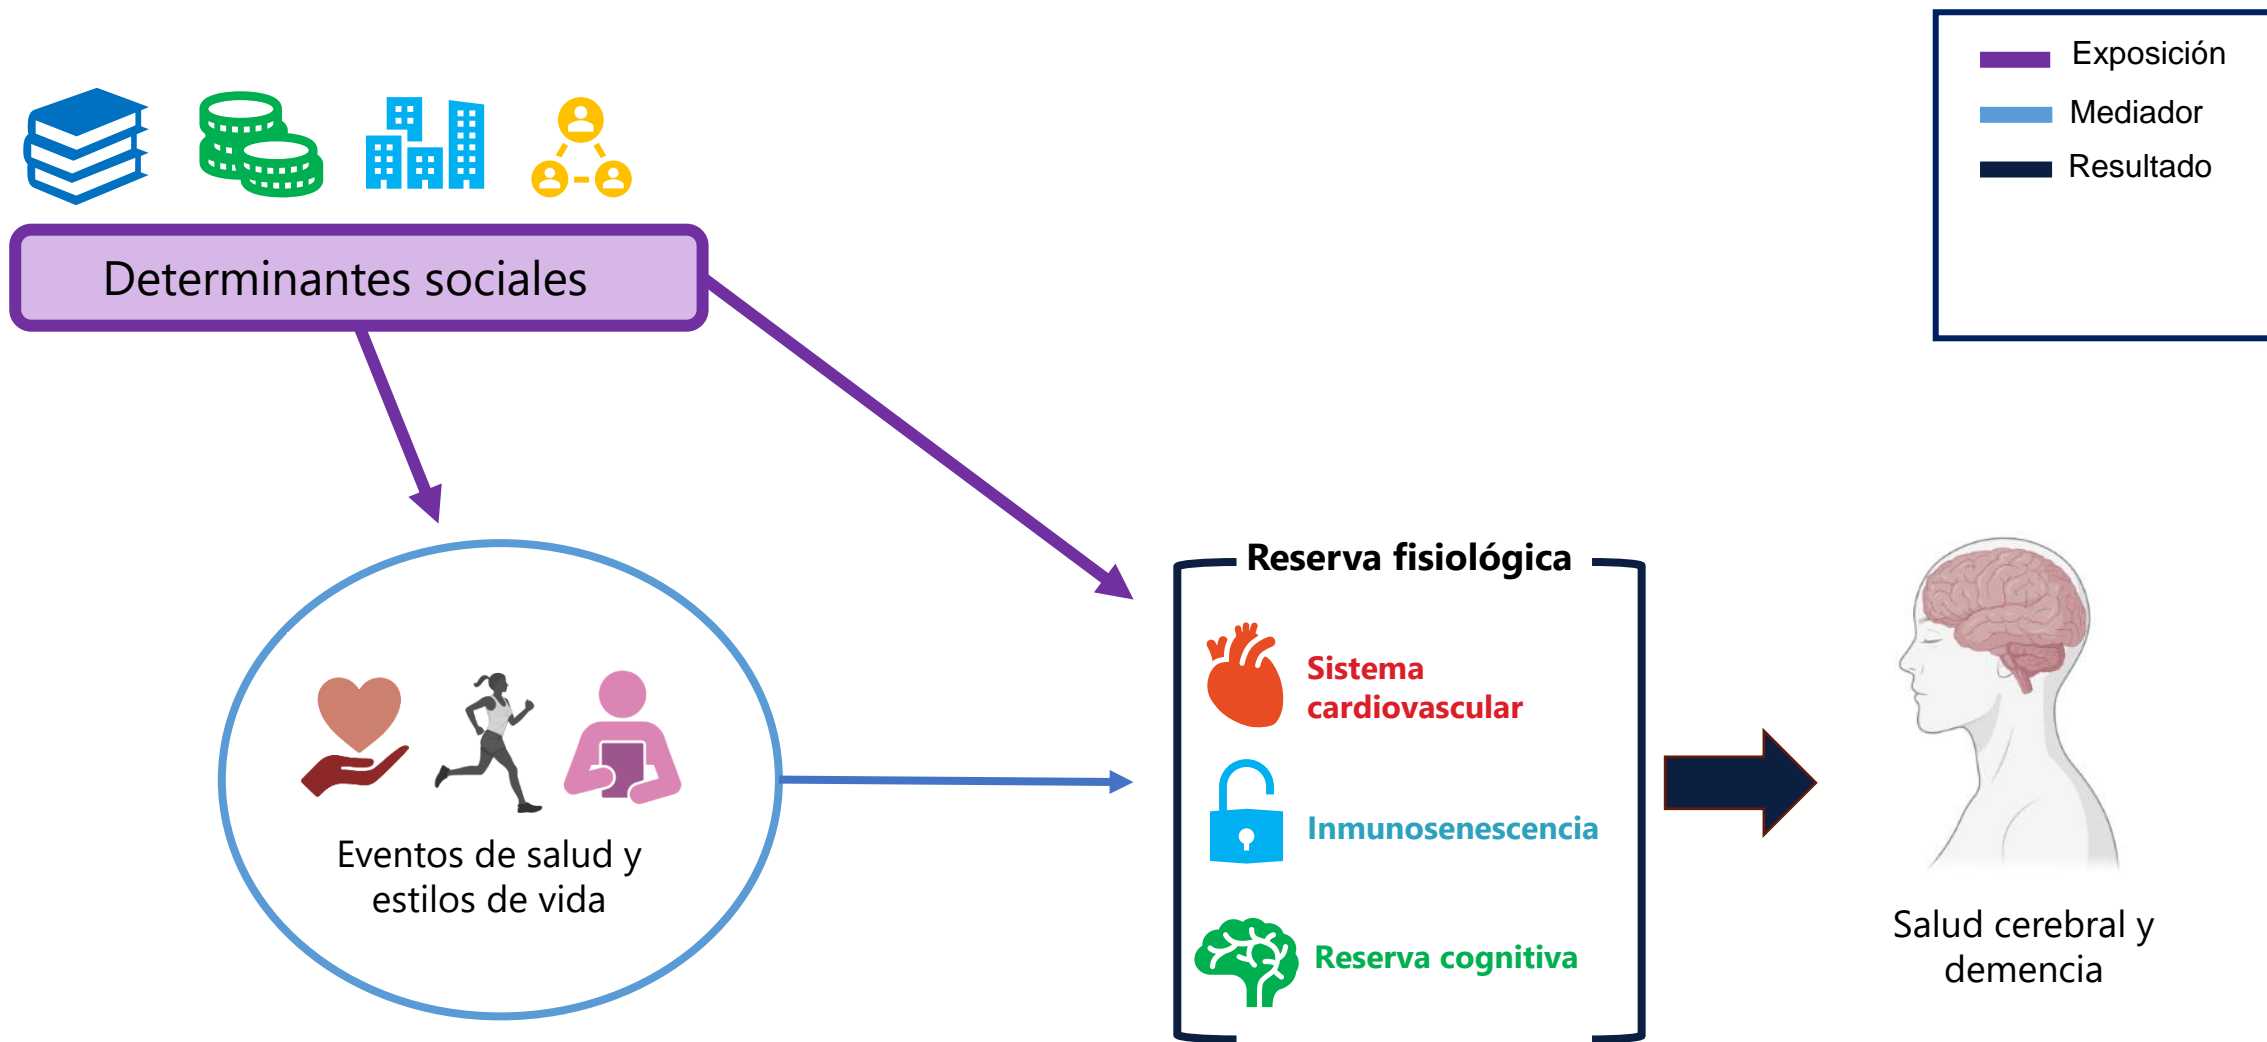 Exposición
Mediador
Resultado
Determinantes sociales
Reserva fisiológica
Sistema
cardiovascular
Inmunosenescencia
Reserva cognitiva
Eventos de salud y
estilos de vida
Salud cerebral y
demencia